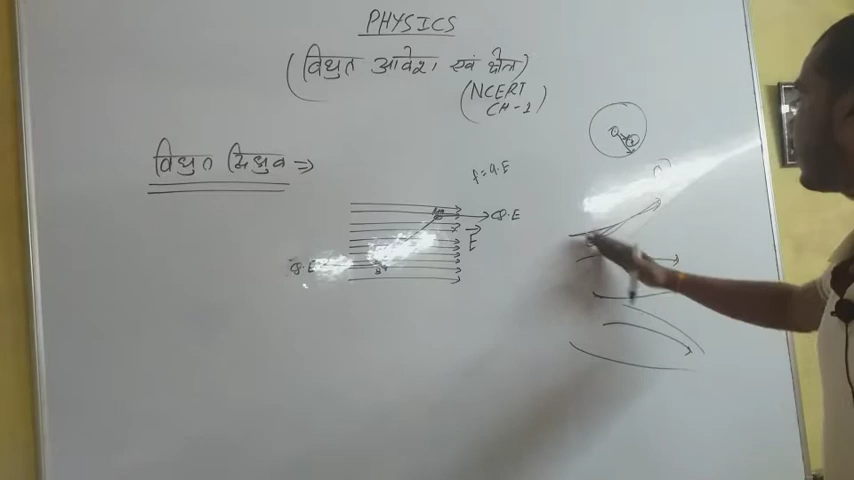 PHYSICS
(विधुत आवेश एवं क्षेत्र)
(NCERT
CH-1)
विधुत द्विध्रुव ⇒
f=q.E
q.E
E
q.E